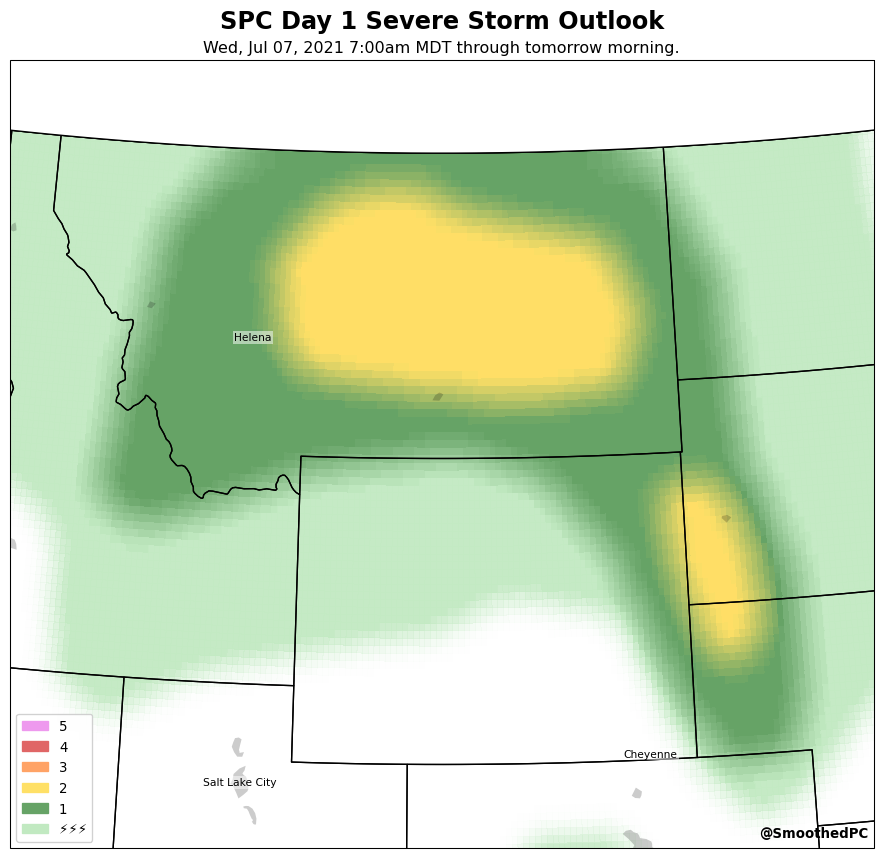 SPC Day 1 Severe Storm Outlook
Wed, Jul 07, 2021 7:00am MDT through tomorrow morning.
Helena
Cheyenne
Salt Lake City
5
4
3
2
1
⚡⚡⚡
@SmoothedPC